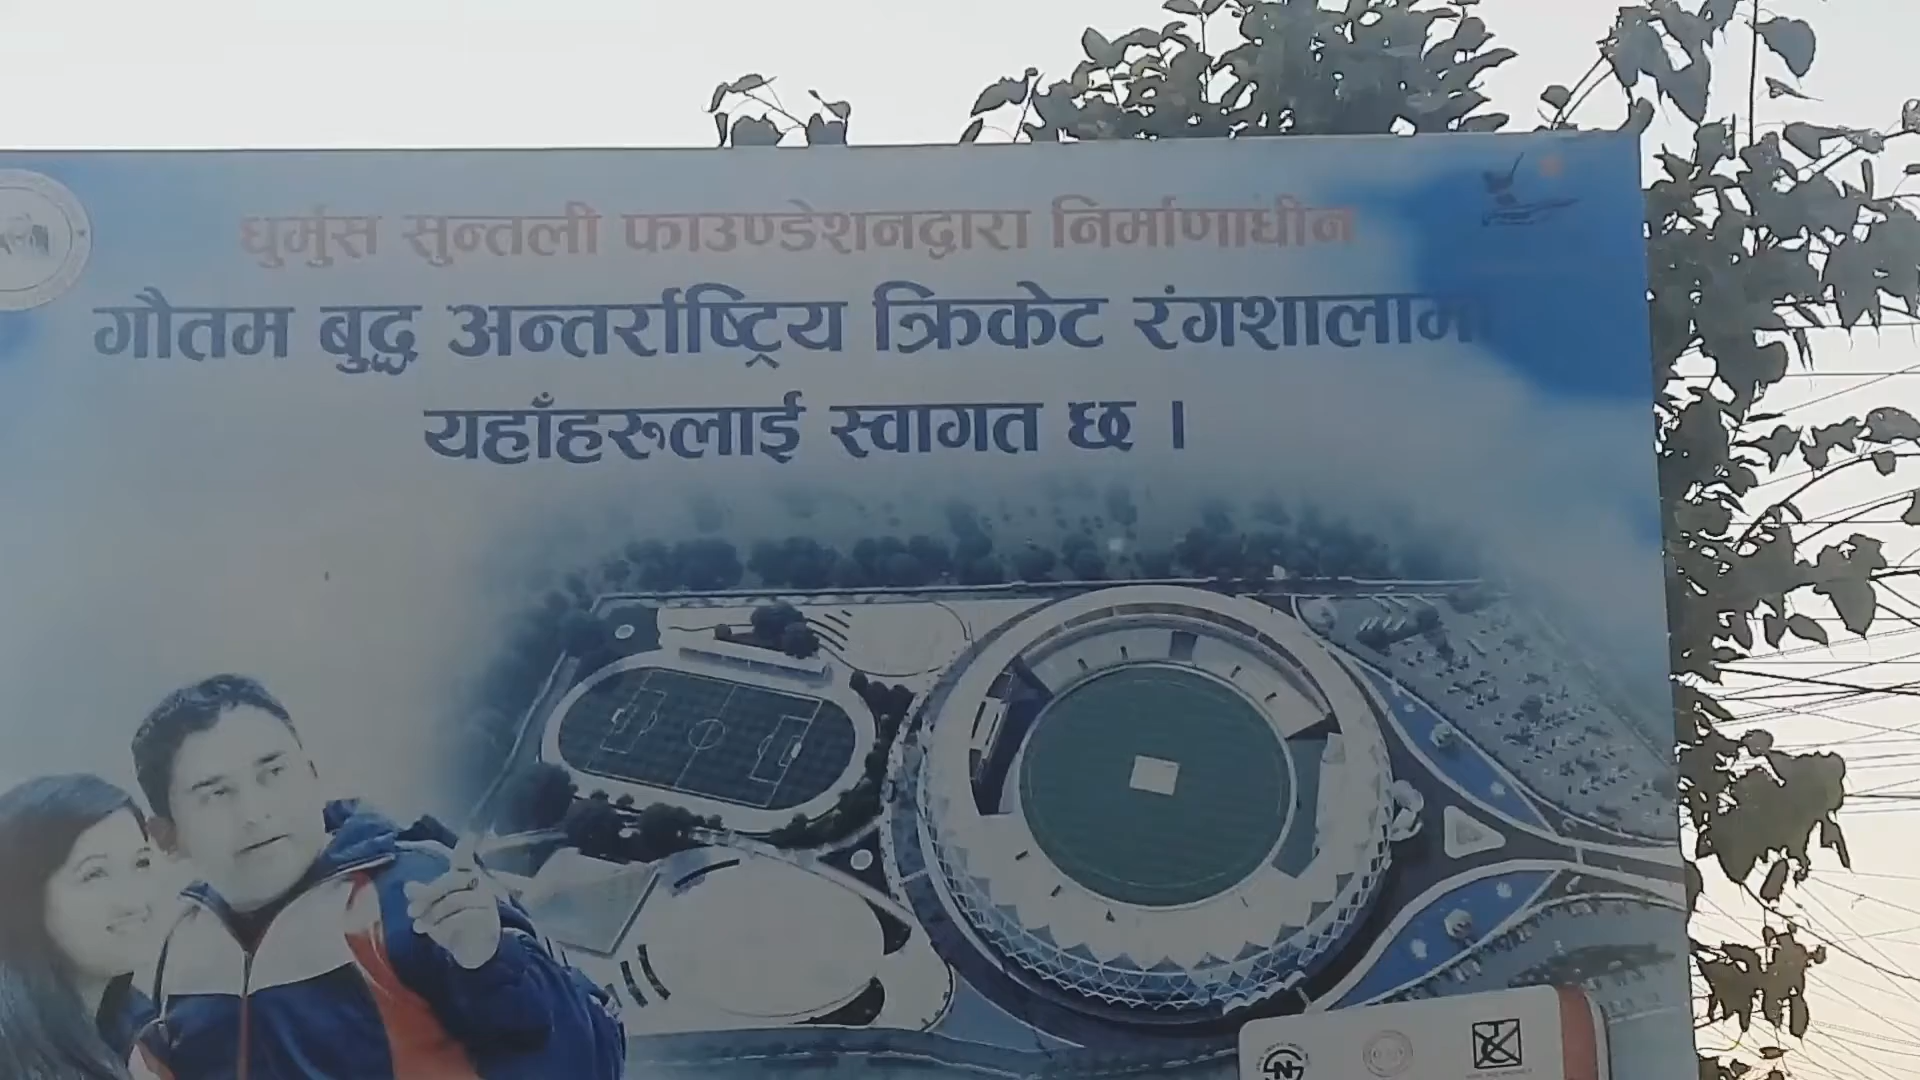 धुर्मुस सुन्तली फाउण्डेशनद्वारा निर्माणाधीन
गौतम बुद्ध अन्तर्राष्ट्रिय क्रिकेट रंगशालामा
यहाँहरुलाई स्वागत छ ।